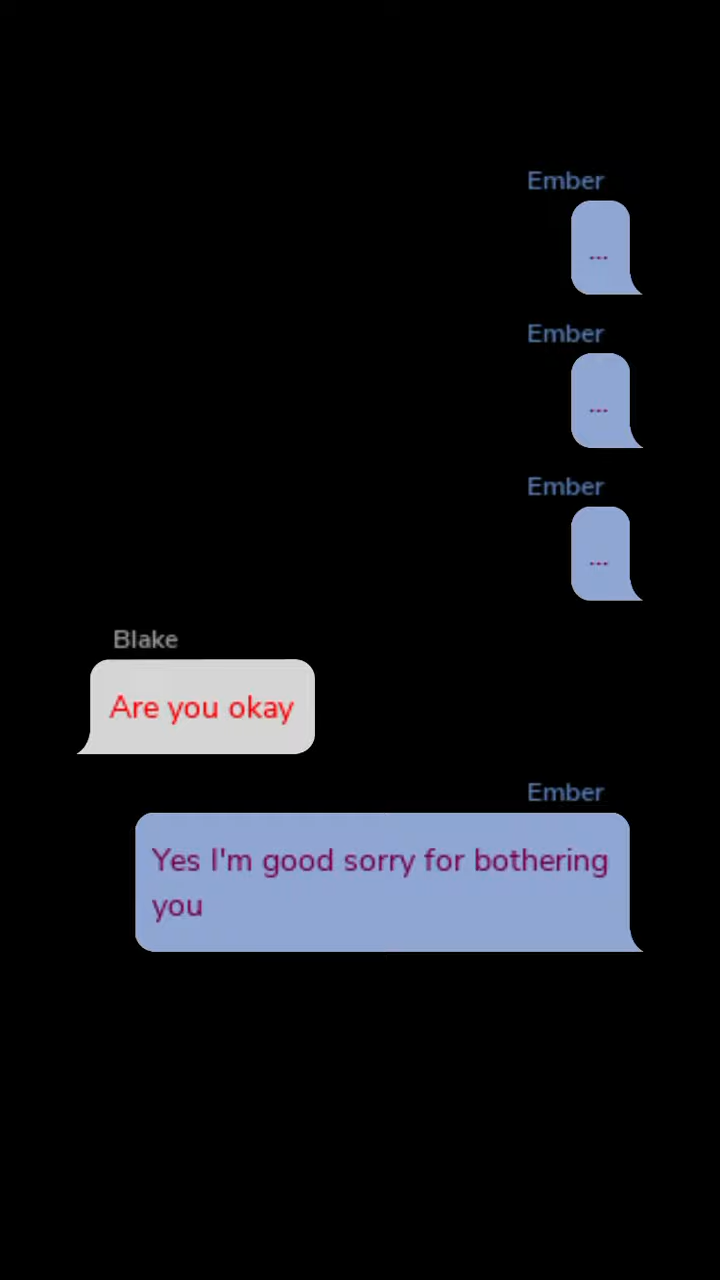 Ember
...
Ember
...
Ember
...
Blake
Are you okay
Ember
Yes I'm good sorry for bothering
you